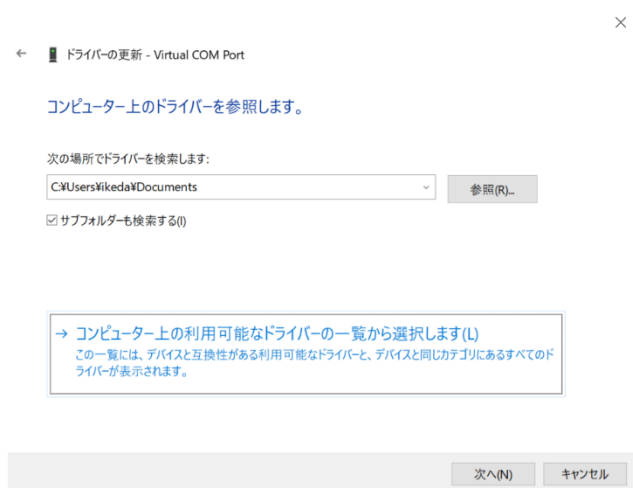 ドライバーの更新 - Virtual COM Port
コンピューター上のドライバーを参照します。
次の場所でドライバーを検索します:
C:¥Users¥ikeda¥Documents
参照(R)...
サブフォルダーも検索する(I)
→ コンピューター上の利用可能なドライバーの一覧から選択します(L)
この一覧には、デバイスと互換性がある利用可能なドライバーと、デバイスと同じカテゴリにあるすべてのド
ライバーが表示されます。
次へ(N)
キャンセル